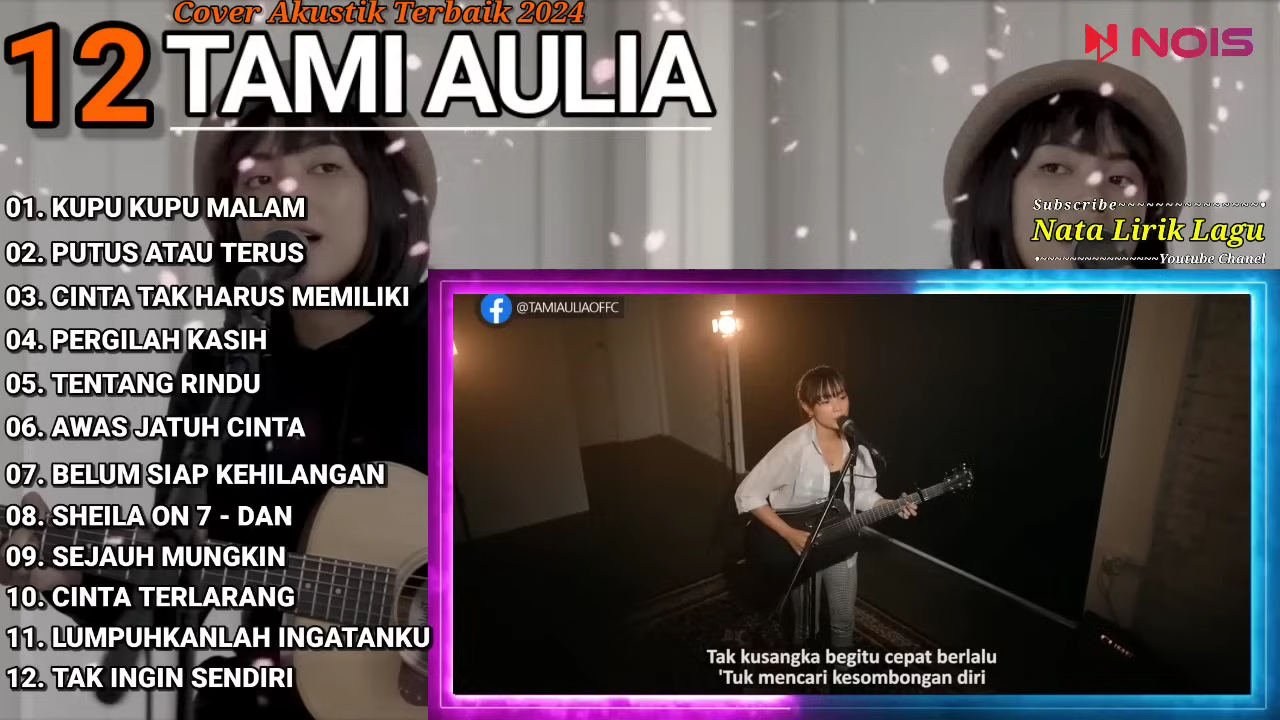 Cover Akustik Terbaik 2024
12 TAMI AULIA
NOIS
01. KUPU KUPU MALAM
02. PUTUS ATAU TERUS
03. CINTA TAK HARUS MEMILIKI
04. PERGILAH KASIH
05. TENTANG RINDU
06. AWAS JATUH CINTA
07. BELUM SIAP KEHILANGAN
08. SHEILA ON 7 - DAN
09. SEJAUH MUNGKIN
10. CINTA TERLARANG
11. LUMPUHKANLAH INGATANKU
12. TAK INGIN SENDIRI
Subscribe~~~~~~~~~~~~~~~•
Nata Lirik Lagu
•~~~~~~~~~~~~~~~~Youtube Chanel
@TAMIAULIAOFFC
Tak kusangka begitu cepat berlalu
'Tuk mencari kesombongan diri